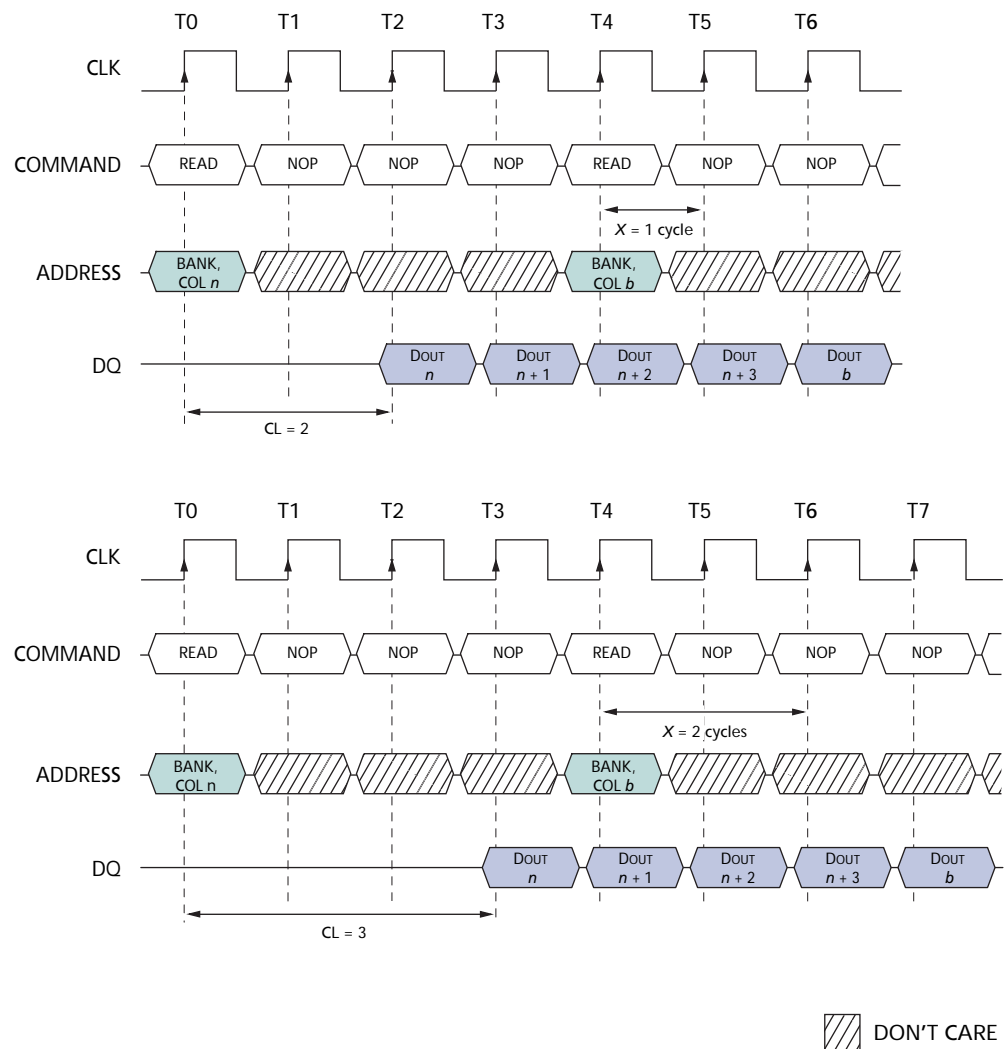 T0 T1 T2 T3 T4 T5 T6
CLK
COMMAND READ NOP NOP NOP READ NOP NOP
X = 1 cycle
ADDRESS BANK, COL n BANK, COL b
DQ DOUT n DOUT n + 1 DOUT n + 2 DOUT n + 3 DOUT b
CL = 2
T0 T1 T2 T3 T4 T5 T6 T7
CLK
COMMAND READ NOP NOP NOP READ NOP NOP NOP
X = 2 cycles
ADDRESS BANK, COL n BANK, COL b
DQ DOUT n DOUT n + 1 DOUT n + 2 DOUT n + 3 DOUT b
CL = 3
DON'T CARE